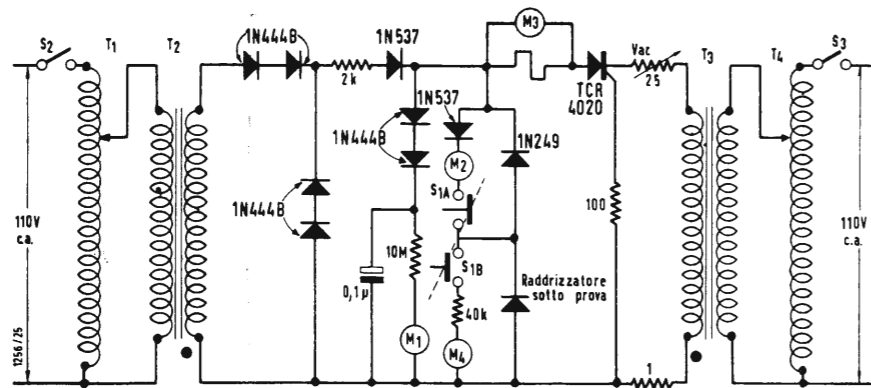 S2
T1
T2
1N444B
2k
1N537
M3
TCR
4020
Vac
25
T3
T4
S3
1N537
1N444B
M2
1N249
S1A
1N444B
110V
c.a.
10M
S1B
100
110V
c.a.
0,1μ
Raddrizzatore
sotto prova
40k
M1
M4
1
1256/25